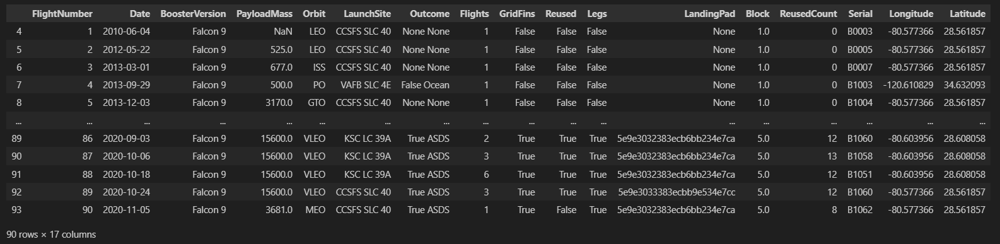 FlightNumber Date BoosterVersion PayloadMass Orbit LaunchSite Outcome Flights GridFins Reused Legs LandingPad Block ReusedCount Serial Longitude Latitude
4 1 2010-06-04 Falcon 9 NaN LEO CCSFS SLC 40 None None 1 False False False None 1.0 0 B0003 -80.577366 28.561857
5 2 2012-05-22 Falcon 9 525.0 LEO CCSFS SLC 40 None None 1 False False False None 1.0 0 B0005 -80.577366 28.561857
6 3 2013-03-01 Falcon 9 677.0 ISS CCSFS SLC 40 None None 1 False False False None 1.0 0 B0007 -80.577366 28.561857
7 4 2013-09-29 Falcon 9 500.0 PO VAFB SLC 4E False Ocean 1 False False False None 1.0 0 B1003 -120.610829 34.632093
8 5 2013-12-03 Falcon 9 3170.0 GTO CCSFS SLC 40 None None 1 False False False None 1.0 0 B1004 -80.577366 28.561857
... ... ... ... ... ... ... ... ... ... ... ... ... ... ... ... ... ...
89 86 2020-09-03 Falcon 9 15600.0 VLEO KSC LC 39A True ASDS 2 True True True 5e9e3032383ecb6bb234e7ca 5.0 12 B1060 -80.603956 28.608058
90 87 2020-10-06 Falcon 9 15600.0 VLEO KSC LC 39A True ASDS 3 True True True 5e9e3032383ecb6bb234e7ca 5.0 13 B1058 -80.603956 28.608058
91 88 2020-10-18 Falcon 9 15600.0 VLEO KSC LC 39A True ASDS 6 True True True 5e9e3032383ecb6bb234e7ca 5.0 12 B1051 -80.603956 28.608058
92 89 2020-10-24 Falcon 9 15600.0 VLEO CCSFS SLC 40 True ASDS 3 True True True 5e9e3033383ecbb9e534e7cc 5.0 12 B1060 -80.577366 28.561857
93 90 2020-11-05 Falcon 9 3681.0 MEO CCSFS SLC 40 True ASDS 1 True False True 5e9e3032383ecb6bb234e7ca 5.0 8 B1062 -80.577366 28.561857
90 rows × 17 columns